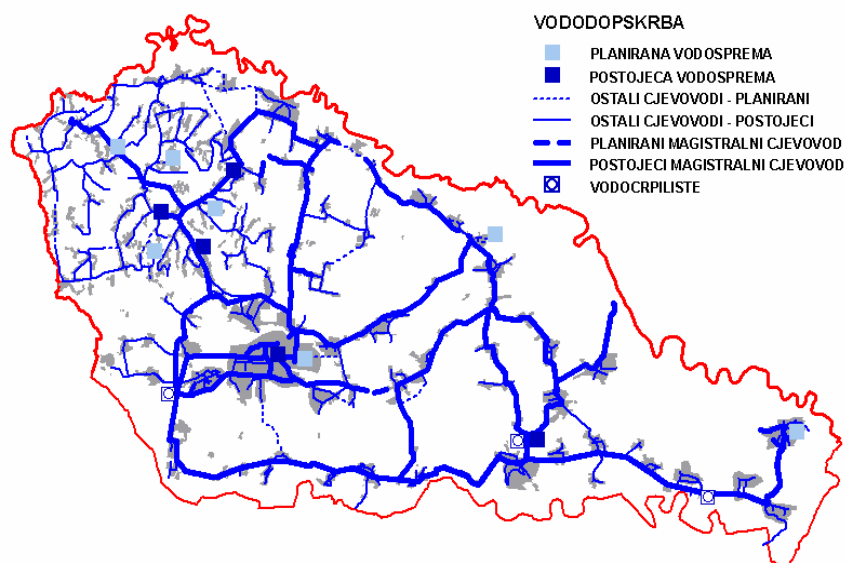 VODODOPSKRBA
PLANIRANA VODOSPREMA
POSTOJECA VODOSPREMA
OSTALI CJEVOVODI - PLANIRANI
OSTALI CJEVOVODI - POSTOJECI
PLANIRANI MAGISTRALNI CJEVOVOD
POSTOJECI MAGISTRALNI CJEVOVOD
VODOCRPILISTE